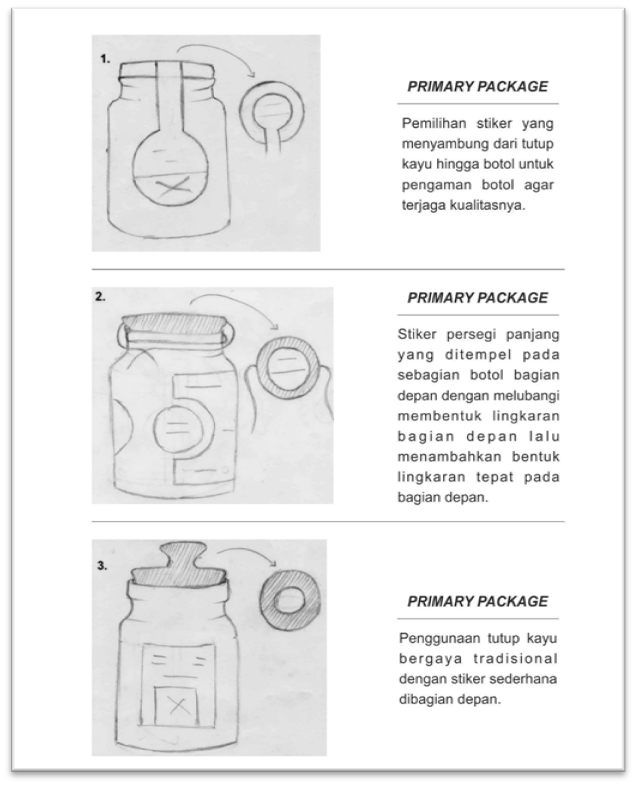 1.
PRIMARY PACKAGE
Pemilihan stiker yang
menyambung dari tutup
kayu hingga botol untuk
pengaman botol agar
terjaga kualitasnya.
2.
PRIMARY PACKAGE
Stiker persegi panjang
yang ditempel pada
sebagian botol bagian
depan dengan melubangi
membentuk lingkaran
bagian depan lalu
menambahkan bentuk
lingkaran tepat pada
bagian depan.
3.
PRIMARY PACKAGE
Penggunaan tutup kayu
bergaya tradisional
dengan stiker sederhana
dibagian depan.